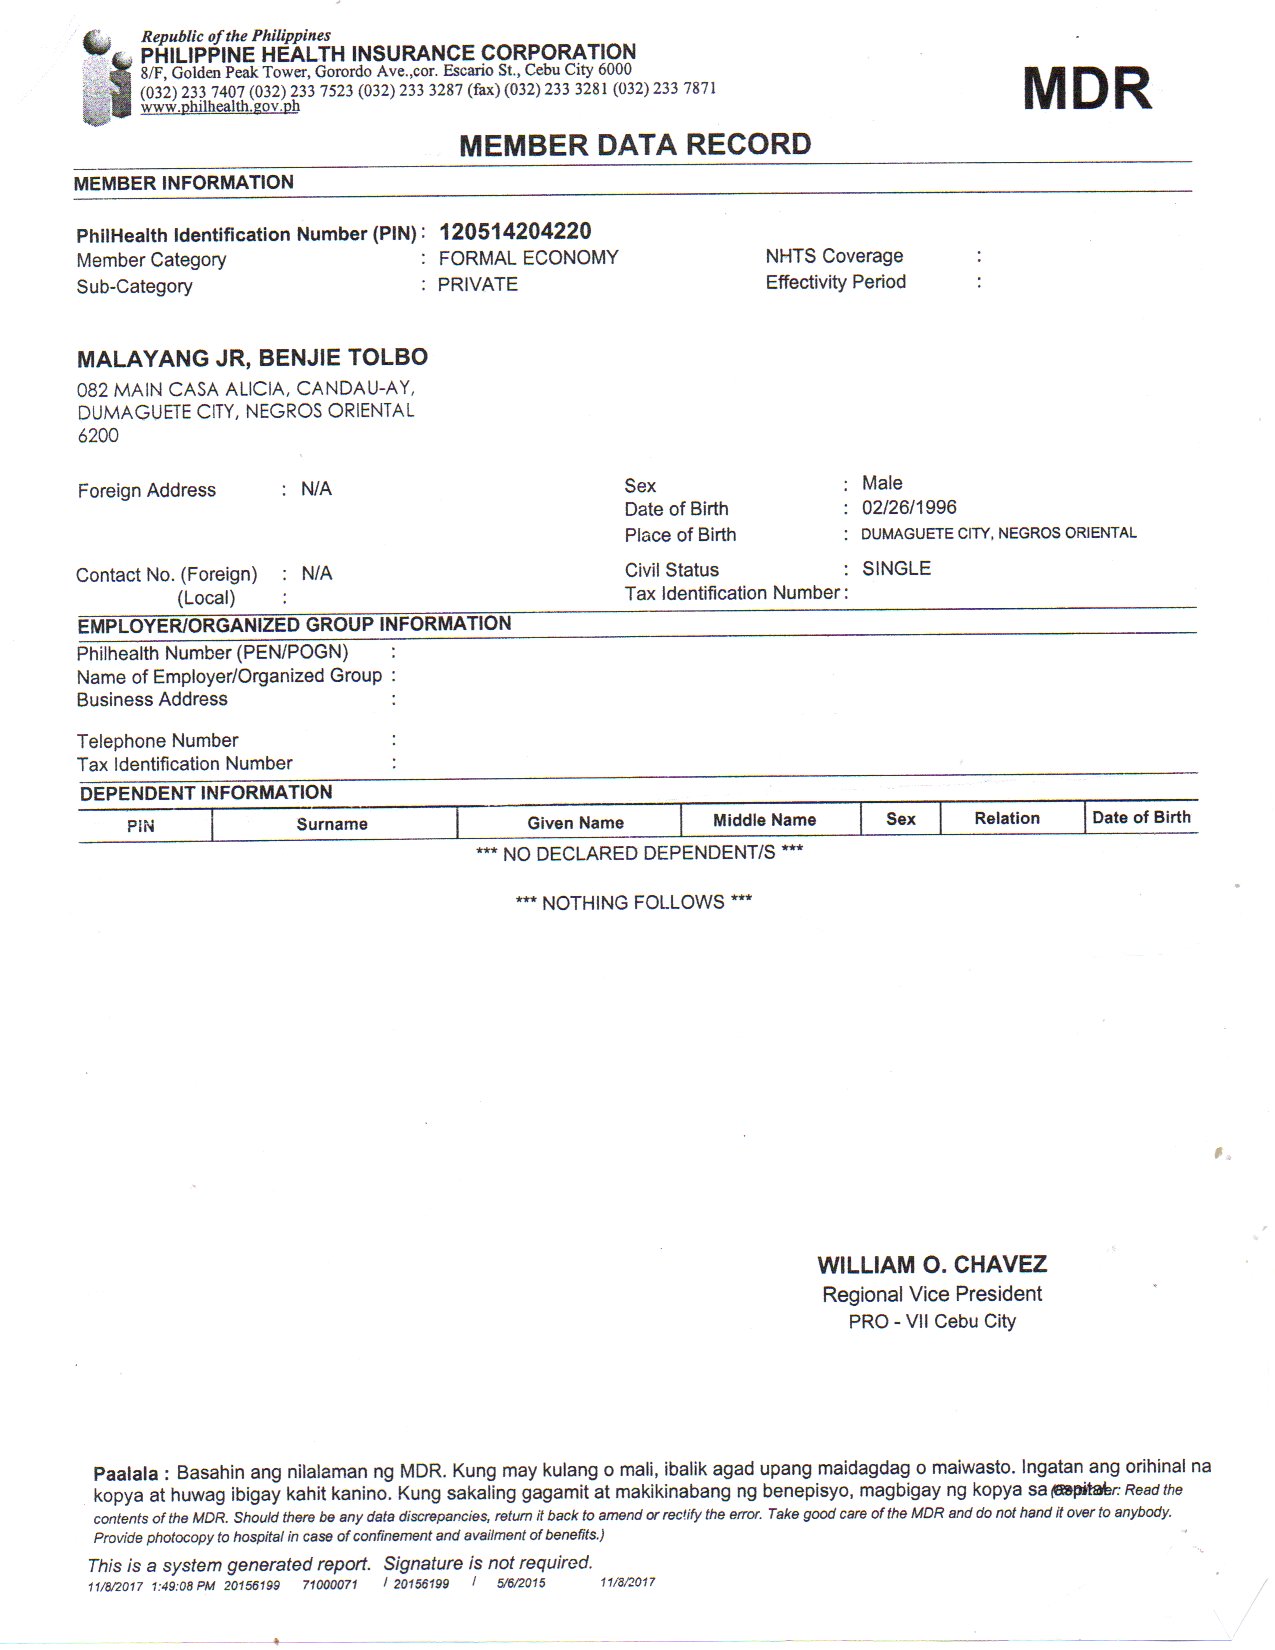 Republic of the Philippines
PHILIPPINE HEALTH INSURANCE CORPORATION
8/F, Golden Peak Tower, Gorordo Ave.,cor. Escario St., Cebu City 6000
(032) 233 7407 (032) 233 7523 (032) 233 3287 (fax) (032) 233 3281 (032) 233 7871
www.philhealth.gov.ph
MDR
MEMBER DATA RECORD
MEMBER INFORMATION
PhilHealth Identification Number (PIN) : 120514204220
Member Category : FORMAL ECONOMY NHTS Coverage :
Sub-Category : PRIVATE Effectivity Period :
MALAYANG JR, BENJIE TOLBO
082 MAIN CASA ALICIA, CANDAU-AY,
DUMAGUETE CITY, NEGROS ORIENTAL
6200
Foreign Address : N/A Sex : Male
Date of Birth : 02/26/1996
Place of Birth : DUMAGUETE CITY, NEGROS ORIENTAL
Contact No. (Foreign) : N/A Civil Status : SINGLE
(Local) : Tax Identification Number :
EMPLOYER/ORGANIZED GROUP INFORMATION
Philhealth Number (PEN/POGN) :
Name of Employer/Organized Group :
Business Address :
Telephone Number :
Tax Identification Number :
DEPENDENT INFORMATION
PIN Surname Given Name Middle Name Sex Relation Date of Birth
*** NO DECLARED DEPENDENT/S ***
*** NOTHING FOLLOWS ***
WILLIAM O. CHAVEZ
Regional Vice President
PRO - VII Cebu City
Paalala : Basahin ang nilalaman ng MDR. Kung may kulang o mali, ibalik agad upang maidagdag o maiwasto. Ingatan ang orihinal na
kopya at huwag ibigay kahit kanino. Kung sakaling gagamit at makikinabang ng benepisyo, magbigay ng kopya sa Read the
contents of the MDR. Should there be any data discrepancies, return it back to amend or rectify the error. Take good care of the MDR and do not hand it over to anybody.
Provide photocopy to hospital in case of confinement and availment of benefits.)
This is a system generated report. Signature is not required.
11/8/2017 1:49:08 PM 20156199 71000071 / 20156199 / 5/6/2015 11/8/2017